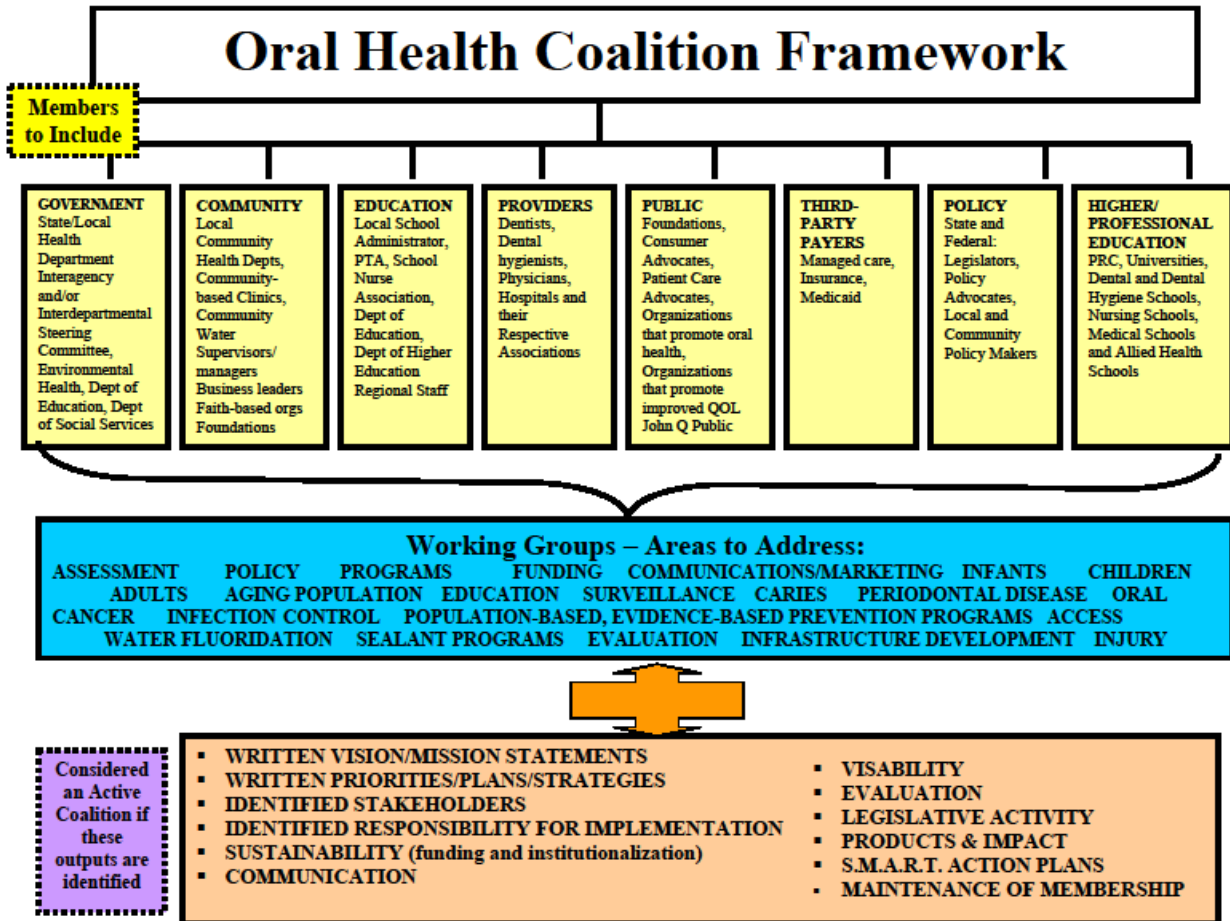 Oral Health Coalition Framework
Members
to Include
GOVERNMENT
State/Local
Health
Department
Interagency
and/or
Interdepartmental
Steering
Committee,
Environmental
Health, Dept of
Education, Dept
of Social Services
COMMUNITY
Local
Community
Health Depts,
Community-
based Clinics,
Community
Water
Supervisors/
managers
Business leaders
Faith-based orgs
Foundations
EDUCATION
Local School
Administrator,
PTA, School
Nurse
Association,
Dept of
Education,
Dept of Higher
Education
Regional Staff
PROVIDERS
Dentists,
Dental
hygienists,
Physicians,
Hospitals and
their
Respective
Associations
PUBLIC
Foundations,
Consumer
Advocates,
Patient Care
Advocates,
Organizations
that promote oral
health,
Organizations
that promote
improved QOL
John Q Public
THIRD-
PARTY
PAYERS
Managed care,
Insurance,
Medicaid
POLICY
State and
Federal:
Legislators,
Policy
Advocates,
Local and
Community
Policy Makers
HIGHER/
PROFESSIONAL
EDUCATION
PRC, Universities,
Dental and Dental
Hygiene Schools,
Nursing Schools,
Medical Schools
and Allied Health
Schools
Working Groups – Areas to Address:
ASSESSMENT POLICY PROGRAMS FUNDING COMMUNICATIONS/MARKETING INFANTS CHILDREN
ADULTS AGING POPULATION EDUCATION SURVEILLANCE CARIES PERIODONTAL DISEASE ORAL
CANCER INFECTION CONTROL POPULATION-BASED, EVIDENCE-BASED PREVENTION PROGRAMS ACCESS
WATER FLUORIDATION SEALANT PROGRAMS EVALUATION INFRASTRUCTURE DEVELOPMENT INJURY
Considered
an Active
Coalition if
these
outputs are
identified
▪ WRITTEN VISION/MISSION STATEMENTS
▪ WRITTEN PRIORITIES/PLANS/STRATEGIES
▪ IDENTIFIED STAKEHOLDERS
▪ IDENTIFIED RESPONSIBILITY FOR IMPLEMENTATION
▪ SUSTAINABILITY (funding and institutionalization)
▪ COMMUNICATION
▪ VISABILITY
▪ EVALUATION
▪ LEGISLATIVE ACTIVITY
▪ PRODUCTS & IMPACT
▪ S.M.A.R.T. ACTION PLANS
▪ MAINTENANCE OF MEMBERSHIP